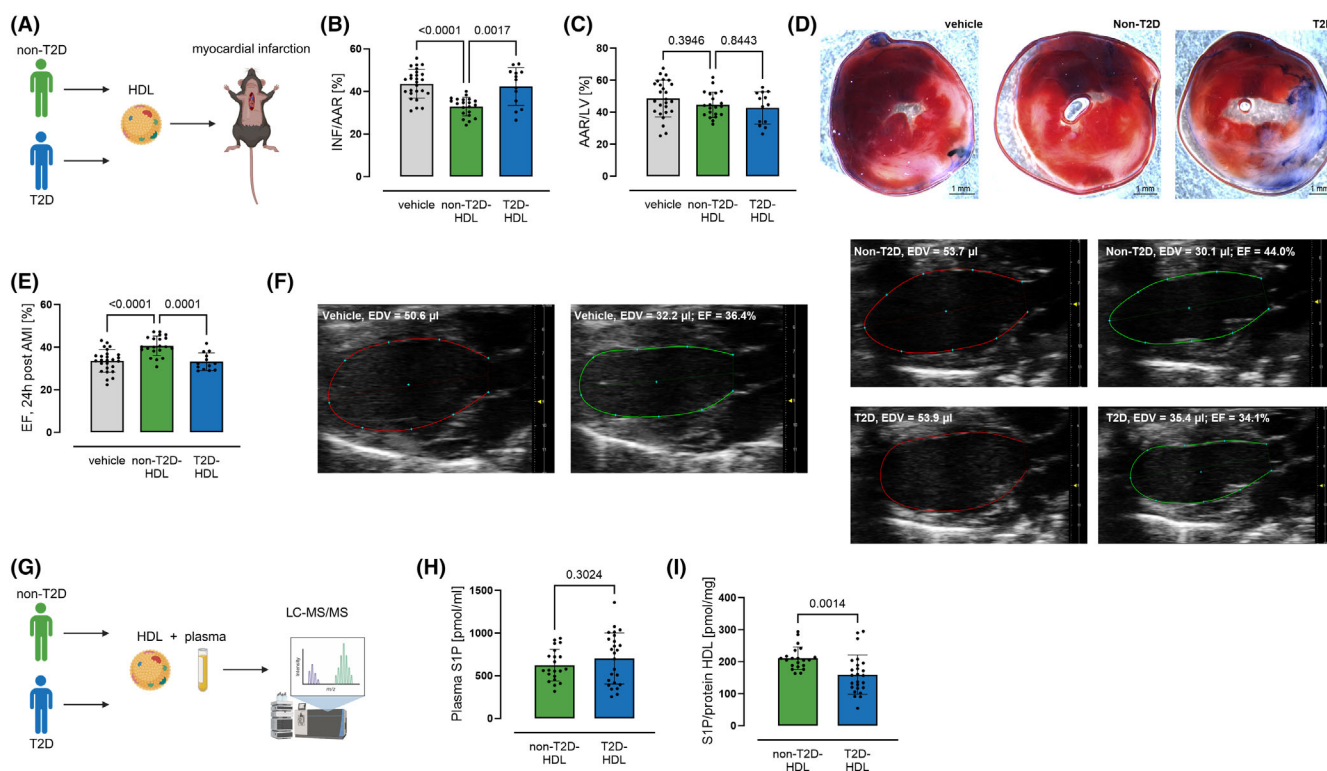 (A)
non-T2D
HDL
T2D
myocardial infarction
(B)
<0.0001 0.0017
INF/AAR [%]
60
40
20
0
vehicle non-T2D-HDL T2D-HDL
(C)
0.3946 0.8443
AAR/LV [%]
80
60
40
20
0
vehicle non-T2D-HDL T2D-HDL
(D)
vehicle
Non-T2D
1 mm
1 mm
1 mm
(E)
<0.0001 0.0001
EF, 24h post AMI [%]
60
40
20
0
vehicle non-T2D-HDL T2D-HDL
(F)
Vehicle, EDV = 50.6 µl
Vehicle, EDV = 32.2 µl; EF = 36.4%
Non-T2D, EDV = 53.7 µl
Non-T2D, EDV = 30.1 µl; EF = 44.0%
T2D, EDV = 53.9 µl
T2D, EDV = 35.4 µl; EF = 34.1%
(G)
non-T2D
T2D
HDL + plasma
LC-MS/MS
Intensity
m/z
(H)
0.3024
Plasma S1P [pmol/ml]
1500
1000
500
0
non-T2D-HDL T2D-HDL
(I)
0.0014
S1P/protein HDL [pmol/mg]
400
300
200
100
0
non-T2D-HDL T2D-HDL